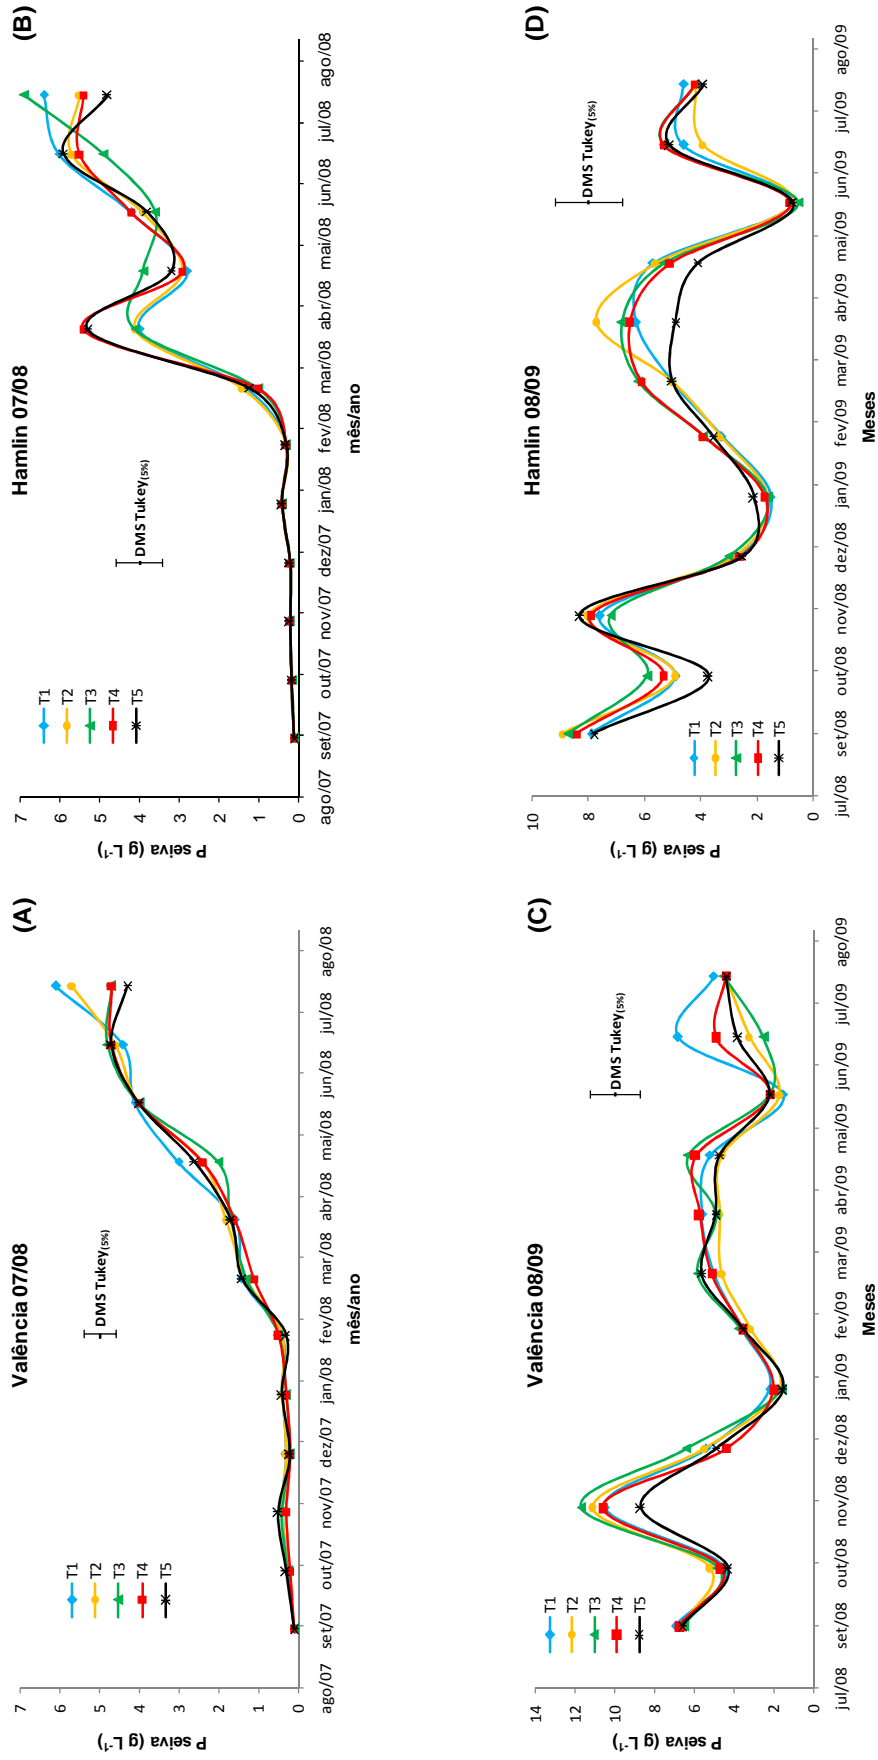 (A)
Valência 07/08
7
6
5
4
3
2
1
0
P seiva (g L-1)
T1
T2
T3
T4
T5
DMS Tukey(5%)
ago/07 set/07 out/07 nov/07 dez/07 jan/08 fev/08 mar/08 abr/08 mai/08 jun/08 jul/08 ago/08
mês/ano
(B)
Hamlin 07/08
7
6
5
4
3
2
1
0
P seiva (g L-1)
T1
T2
T3
T4
T5
DMS Tukey(5%)
ago/07 set/07 out/07 nov/07 dez/07 jan/08 fev/08 mar/08 abr/08 mai/08 jun/08 jul/08 ago/08
mês/ano
(C)
Valência 08/09
14
12
10
8
6
4
2
0
P seiva (g L-1)
T1
T2
T3
T4
T5
DMS Tukey(5%)
jul/08 set/08 out/08 nov/08 dez/08 jan/09 fev/09 mar/09 abr/09 mai/09 jun/09 jul/09 ago/09
Meses
(D)
Hamlin 08/09
10
8
6
4
2
0
P seiva (g L-1)
T1
T2
T3
T4
T5
DMS Tukey(5%)
jul/08 set/08 out/08 nov/08 dez/08 jan/09 fev/09 mar/09 abr/09 mai/09 jun/09 jul/09 ago/09
Meses